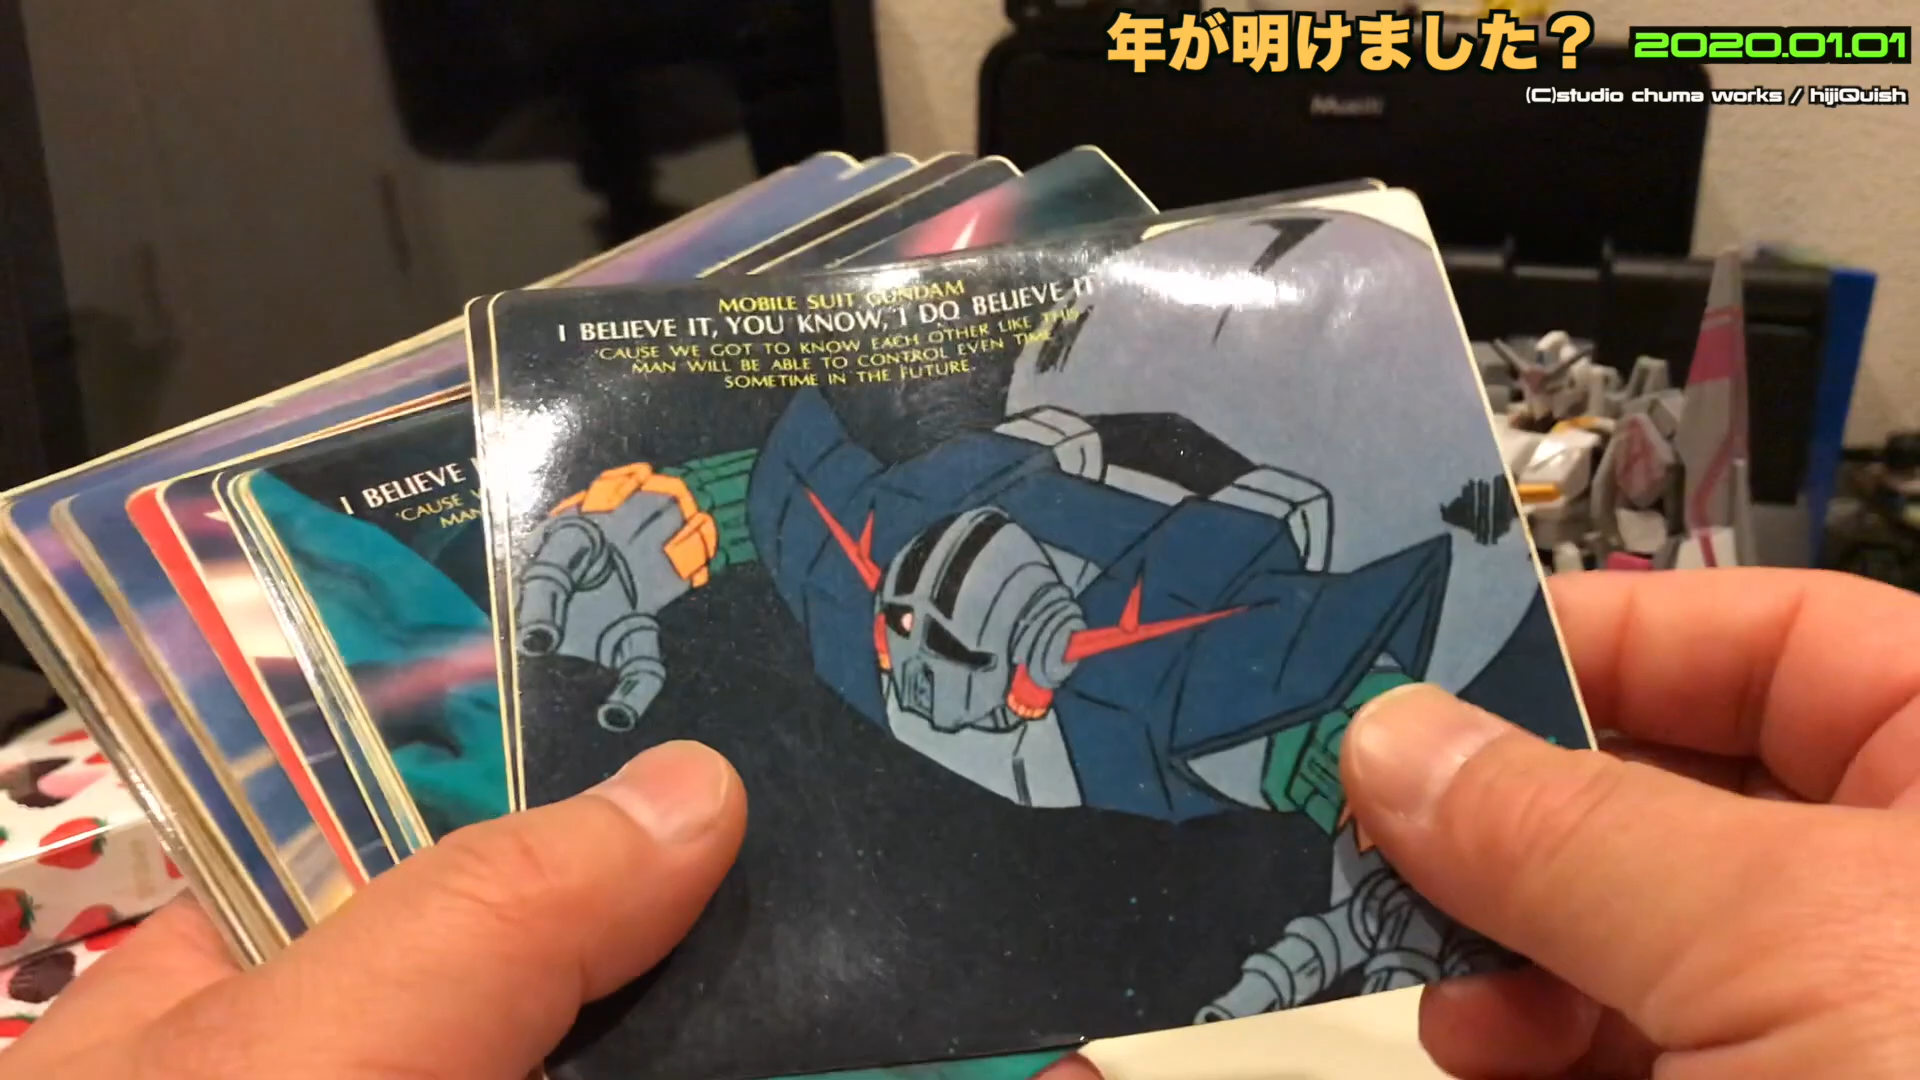 年が明けました？ 2020.01.01
(C)studio chuma works / hijiQuish
MOBILE SUIT GUNDAM
I BELIEVE IT, YOU KNOW, I DO BELIEVE IT
'CAUSE WE GOT TO KNOW EACH OTHER LIKE THIS
MAN WILL BE ABLE TO CONTROL EVEN TIME
SOMETIME IN THE FUTURE.
I BELIEVE
'CAUSE
MAN